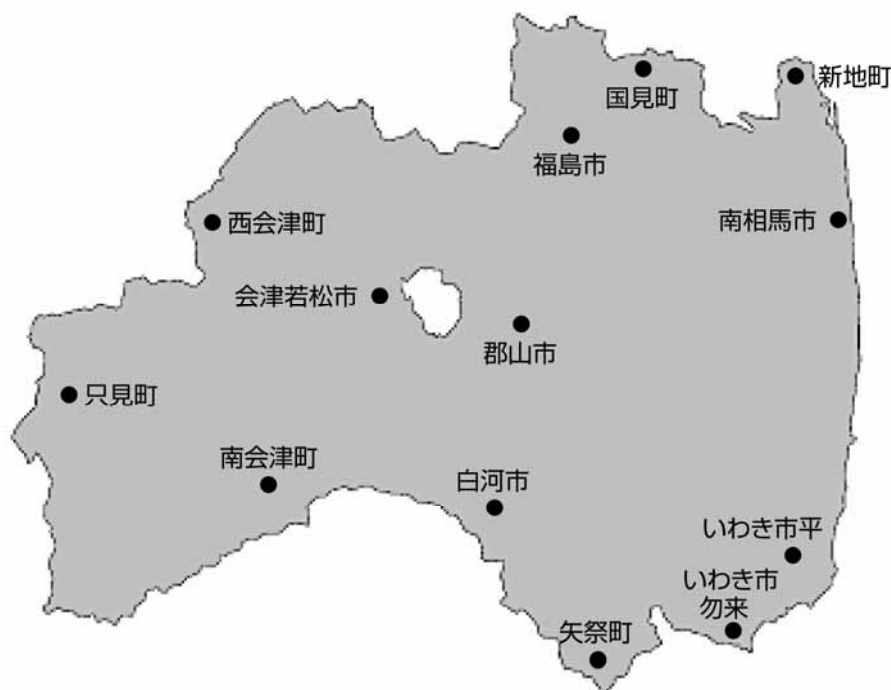 新地町
国見町
福島市
南相馬市
西会津町
会津若松市
郡山市
只見町
南会津町
白河市
いわき市平
いわき市
勿来
矢祭町